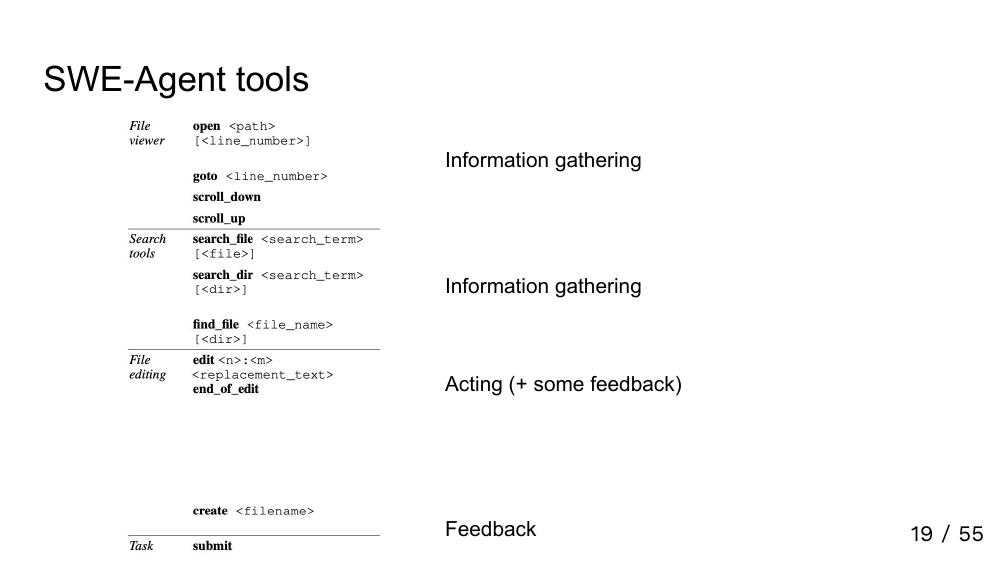 SWE-Agent tools
File viewer
open <path> [<line_number>]
goto <line_number>
scroll_down
scroll_up
Information gathering
Search tools
search_file <search_term> [<file>]
search_dir <search_term> [<dir>]
find_file <file_name> [<dir>]
Information gathering
File editing
edit <n>:<m> <replacement_text> end_of_edit
Acting (+ some feedback)
create <filename>
Feedback
Task
submit
19 / 55